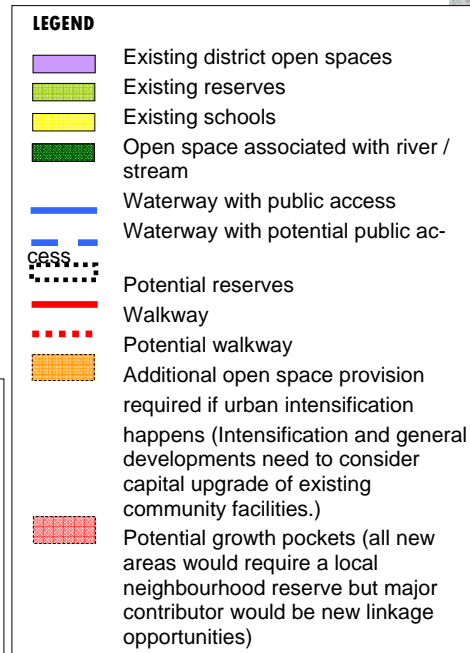 LEGEND
Existing district open spaces
Existing reserves
Existing schools
Open space associated with river /
stream
Waterway with public access
Waterway with potential public ac-
cess
Potential reserves
Walkway
Potential walkway
Additional open space provision
required if urban intensification
happens (Intensification and general
developments need to consider
capital upgrade of existing
community facilities.)
Potential growth pockets (all new
areas would require a local
neighbourhood reserve but major
contributor would be new linkage
opportunities)